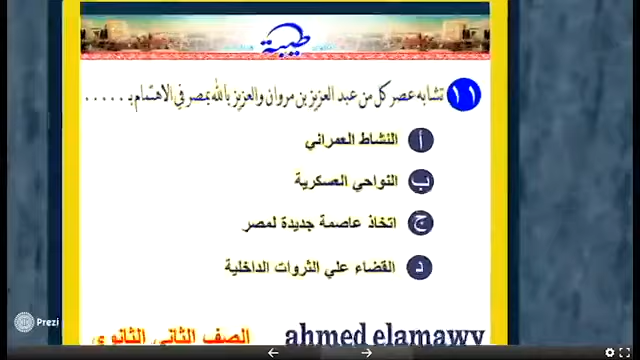 طيبة
١١ تشابه عصر كل من عبد العزيز بن مروان والعزيز بالله بمصر في الاهتمام بـ .....
أ النشاط العمراني
ب النواحي العسكرية
ج اتخاذ عاصمة جديدة لمصر
د القضاء علي الثروات الداخلية
الصف الثاني الثانوي ahmed elamawy
Prezi